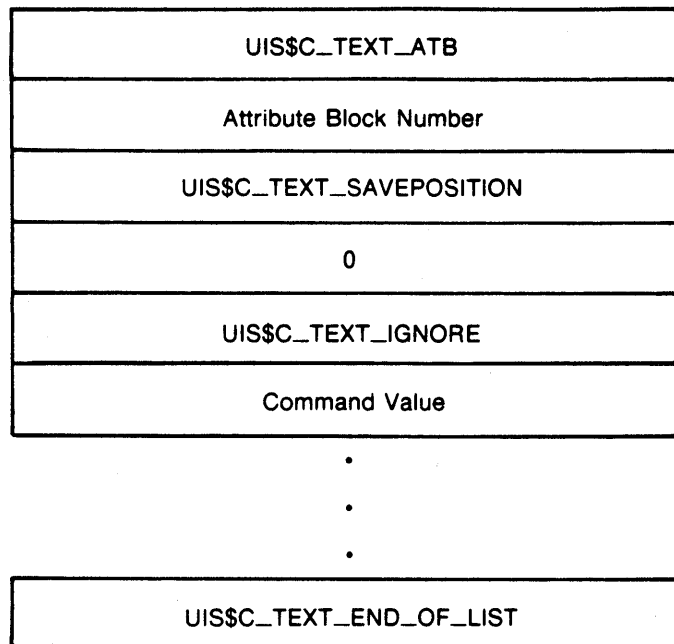 UIS$C_TEXT_ATB
Attribute Block Number
UIS$C_TEXT_SAVEPOSITION
0
UIS$C_TEXT_IGNORE
Command Value
.
.
.
UIS$C_TEXT_END_OF_LIST